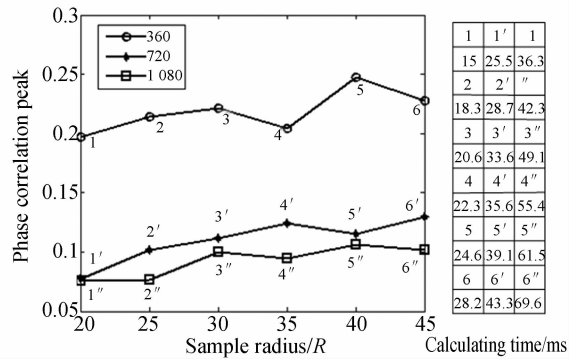 Phase correlation peak
0.3
0.25
0.2
0.15
0.1
0.05
360
720
1 080
1 2 3 4 5 6
1′ 2′ 3′ 4′ 5′ 6′
1″ 2″ 3″ 4″ 5″ 6″
20 25 30 35 40 45
Sample radius/R
1 1′ 1
15 25.5 36.3
2 2′ ″
18.3 28.7 42.3
3 3′ 3″
20.6 33.6 49.1
4 4′ 4″
22.3 35.6 55.4
5 5′ 5″
24.6 39.1 61.5
6 6′ 6″
28.2 43.3 69.6
Calculating time/ms